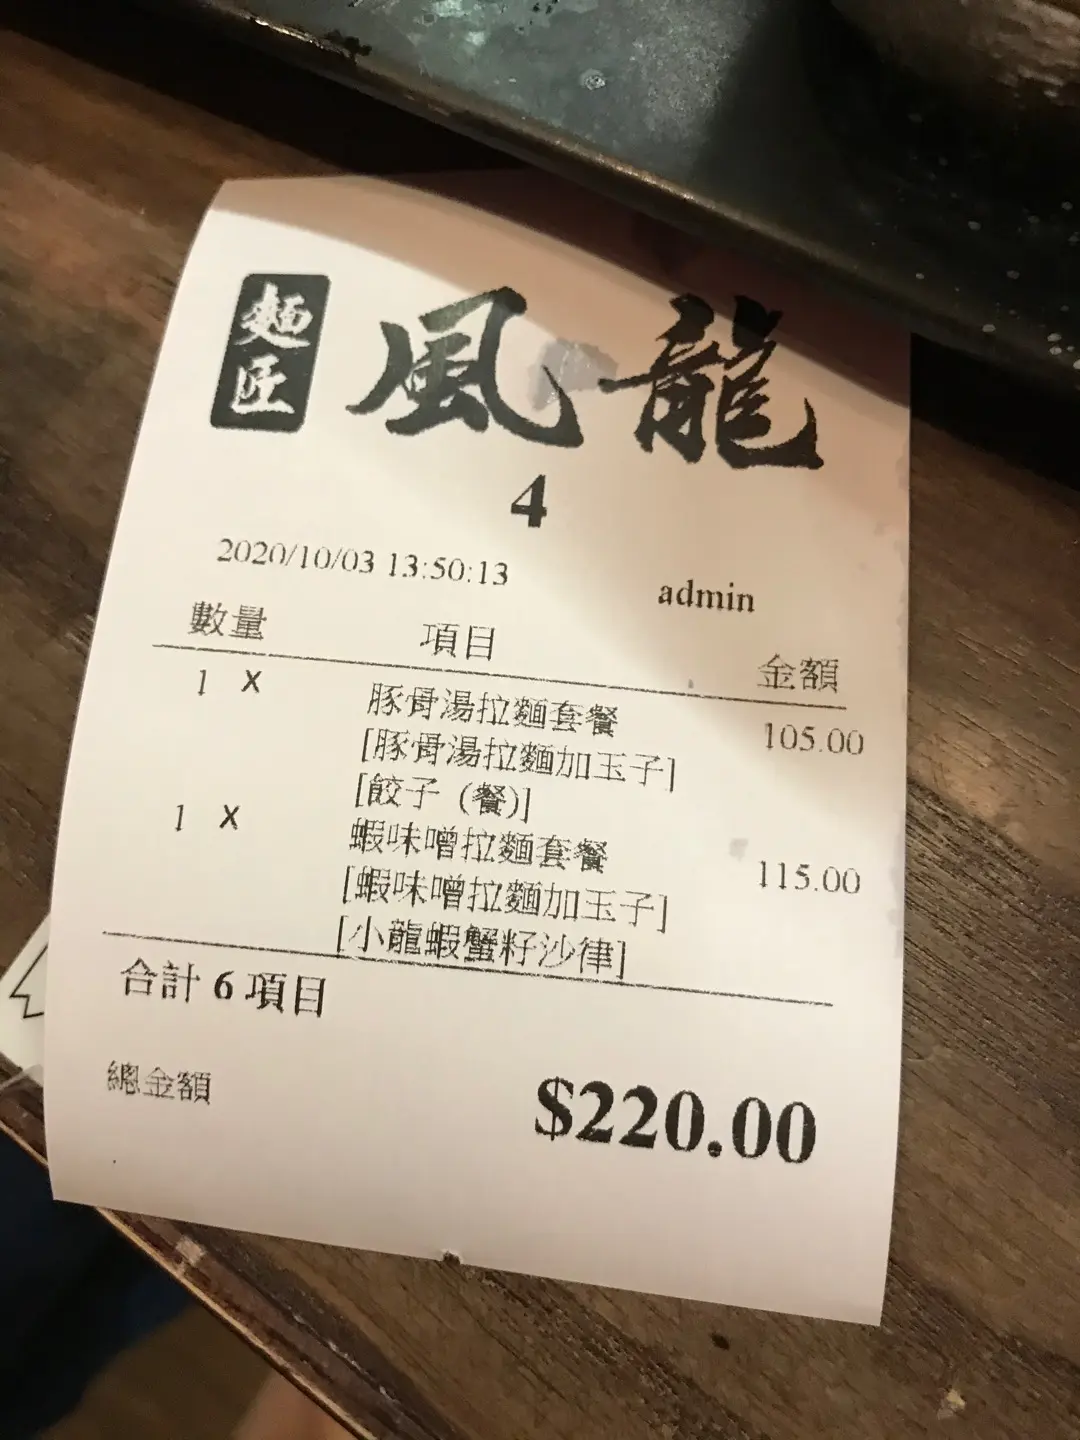 麵匠 風龍
4
2020/10/03 13:50:13 admin
數量 項目 金額
1 X 豚骨湯拉麵套餐 105.00
[豚骨湯拉麵加玉子]
[餃子 (餐)]
1 X 蝦味噌拉麵套餐 115.00
[蝦味噌拉麵加玉子]
[小龍蝦蟹籽沙律]
合計 6 項目
總金額 $220.00